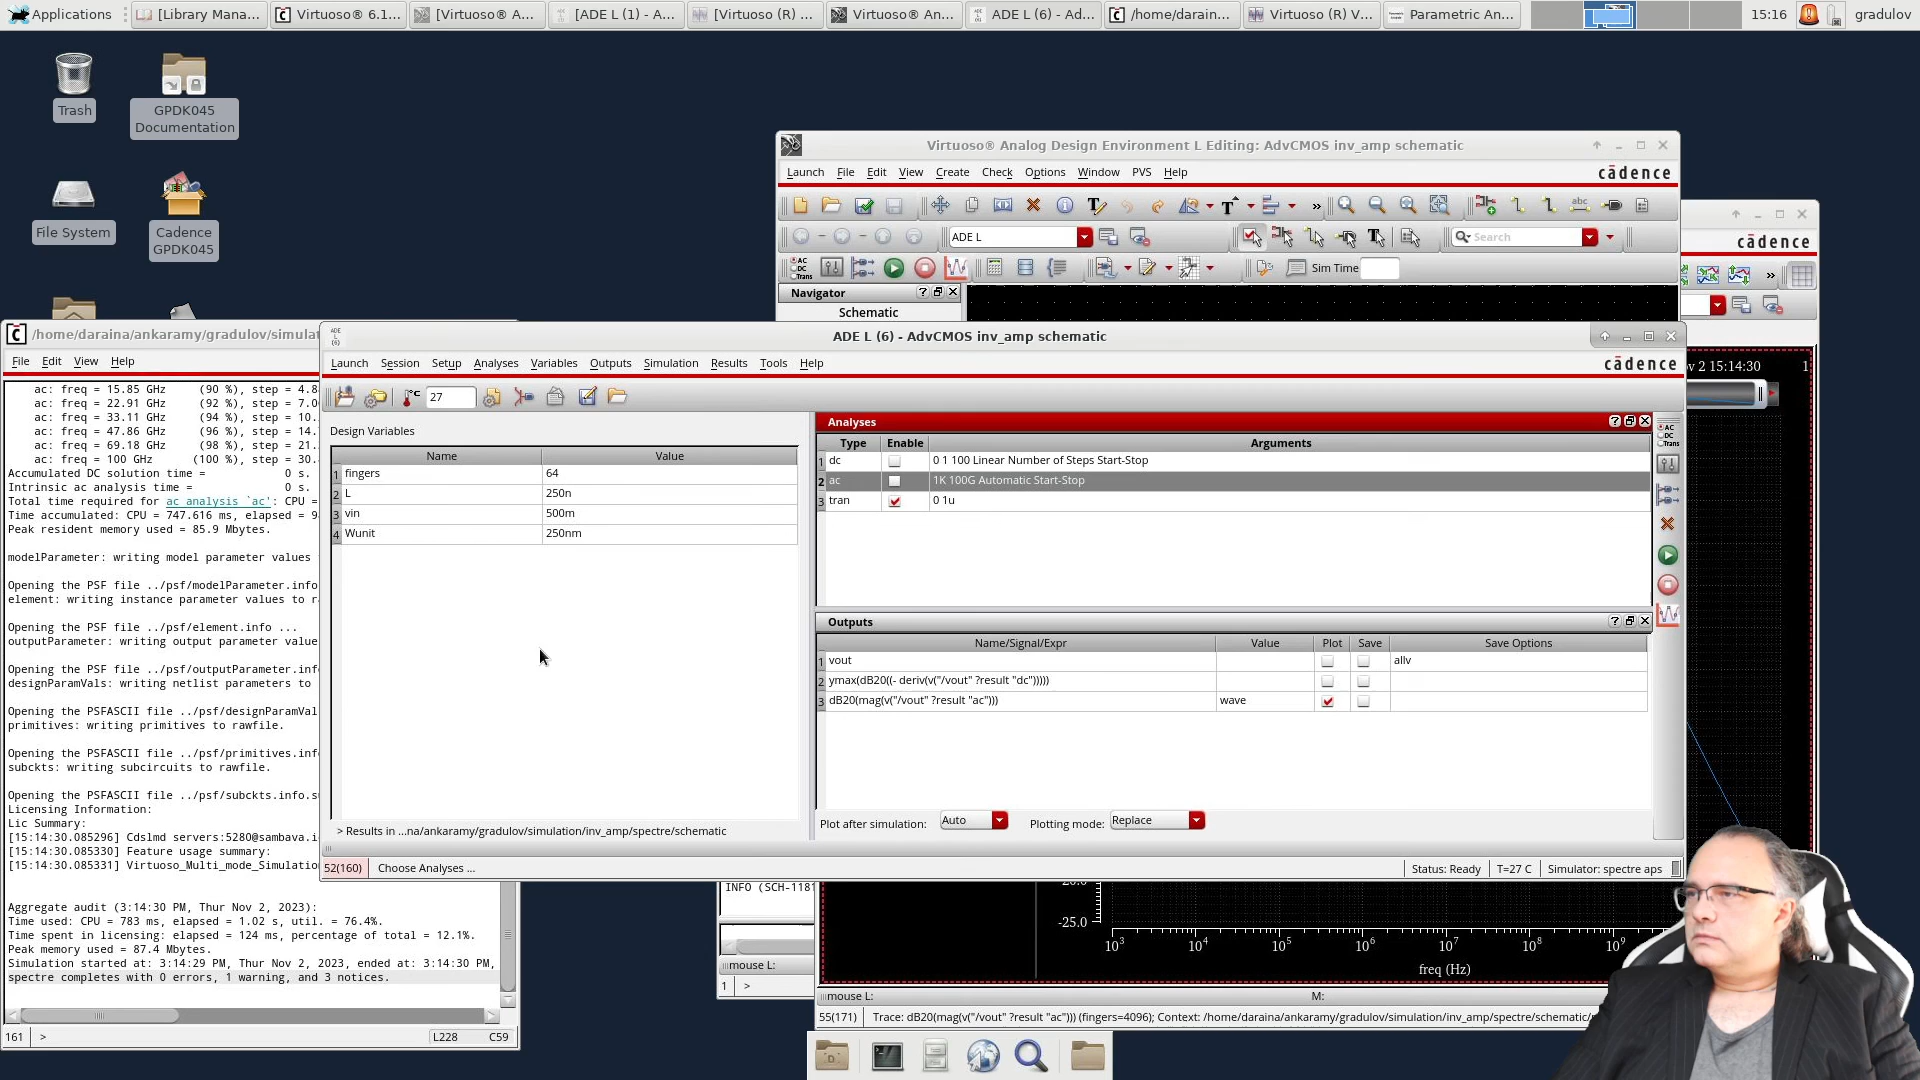 Applications
[Library Mana...
Virtuoso® 6.1...
[Virtuoso® A...
[ADE L (1) - A...
[Virtuoso (R) ...
Virtuoso® An...
ADE L (6) - Ad...
/home/darain...
Virtuoso (R) V...
Parametric An...
15:16
gradulov
Trash
GPDK045
Documentation
File System
Cadence
GPDK045
Virtuoso® Analog Design Environment L Editing: AdvCMOS inv_amp schematic
Launch File Edit View Create Check Options Window PVS Help
cādence
ADE L
Search
AC
DC
Trans
Sim Time
Navigator
Schematic
cādence
v 2 15:14:30 1
/home/daraina/ankaramy/gradulov/simulat
File Edit View Help
ac: freq = 15.85 GHz (90 %), step = 4.8
ac: freq = 22.91 GHz (92 %), step = 7.0
ac: freq = 33.11 GHz (94 %), step = 10.
ac: freq = 47.86 GHz (96 %), step = 14.
ac: freq = 69.18 GHz (98 %), step = 21.
ac: freq = 100 GHz (100 %), step = 30.
Accumulated DC solution time = 0 s.
Intrinsic ac analysis time = 0 s.
Total time required for ac analysis `ac': CPU =
Time accumulated: CPU = 747.616 ms, elapsed = 9
Peak resident memory used = 85.9 Mbytes.
modelParameter: writing model parameter values
Opening the PSF file ../psf/modelParameter.info
element: writing instance parameter values to r
Opening the PSF file ../psf/element.info ...
outputParameter: writing output parameter value
Opening the PSF file ../psf/outputParameter.inf
designParamVals: writing netlist parameters to
Opening the PSFASCII file ../psf/designParamVal
primitives: writing primitives to rawfile.
Opening the PSFASCII file ../psf/primitives.inf
subckts: writing subcircuits to rawfile.
Opening the PSFASCII file ../psf/subckts.info.s
Licensing Information:
Lic Summary:
[15:14:30.085296] Cdslmd servers:5280@sambava.i
[15:14:30.085330] Feature usage summary:
[15:14:30.085331] Virtuoso_Multi_mode_Simulatio
Aggregate audit (3:14:30 PM, Thur Nov 2, 2023):
Time used: CPU = 783 ms, elapsed = 1.02 s, util. = 76.4%.
Time spent in licensing: elapsed = 124 ms, percentage of total = 12.1%.
Peak memory used = 87.4 Mbytes.
Simulation started at: 3:14:29 PM, Thur Nov 2, 2023, ended at: 3:14:30 PM,
spectre completes with 0 errors, 1 warning, and 3 notices.
161 > L228 C59
ADE L (6) - AdvCMOS inv_amp schematic
Launch Session Setup Analyses Variables Outputs Simulation Results Tools Help
cādence
°C 27
Design Variables
Name Value
1 fingers 64
2 L 250n
3 vin 500m
4 Wunit 250nm
> Results in ...na/ankaramy/gradulov/simulation/inv_amp/spectre/schematic
Analyses
Type Enable Arguments
1 dc 0 1 100 Linear Number of Steps Start-Stop
2 ac 1K 100G Automatic Start-Stop
3 tran 0 1u
AC
DC
Trans
Outputs
Name/Signal/Expr Value Plot Save Save Options
1 vout allv
2 ymax(dB20((- deriv(v("/vout" ?result "dc")))))
3 dB20(mag(v("/vout" ?result "ac"))) wave
Plot after simulation: Auto Plotting mode: Replace
52(160) Choose Analyses ... Status: Ready T=27 C Simulator: spectre aps
INFO (SCH-1181
mouse L:
1 >
-25.0
10³ 10⁴ 10⁵ 10⁶ 10⁷ 10⁸ 10⁹
freq (Hz)
mouse L: M:
55(171) Trace: dB20(mag(v("/vout" ?result "ac"))) (fingers=4096); Context: /home/daraina/ankaramy/gradulov/simulation/inv_amp/spectre/schematic/